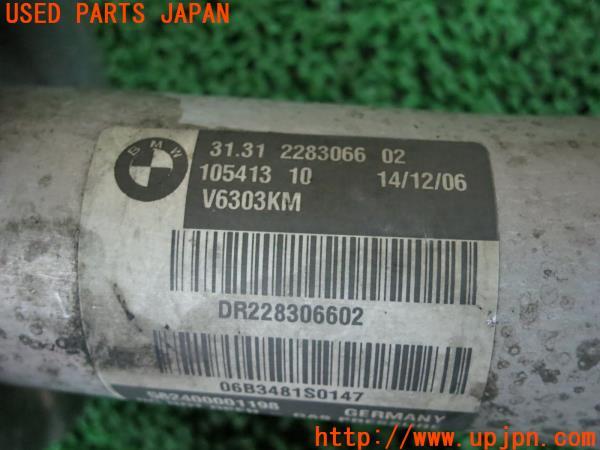 USED PARTS JAPAN
BMW
31.31 2283066 02
105413 10 14/12/06
V6303KM
DR228306602
06B3481S0147
682400001198 GERMANY
http://www.upjpn.com/